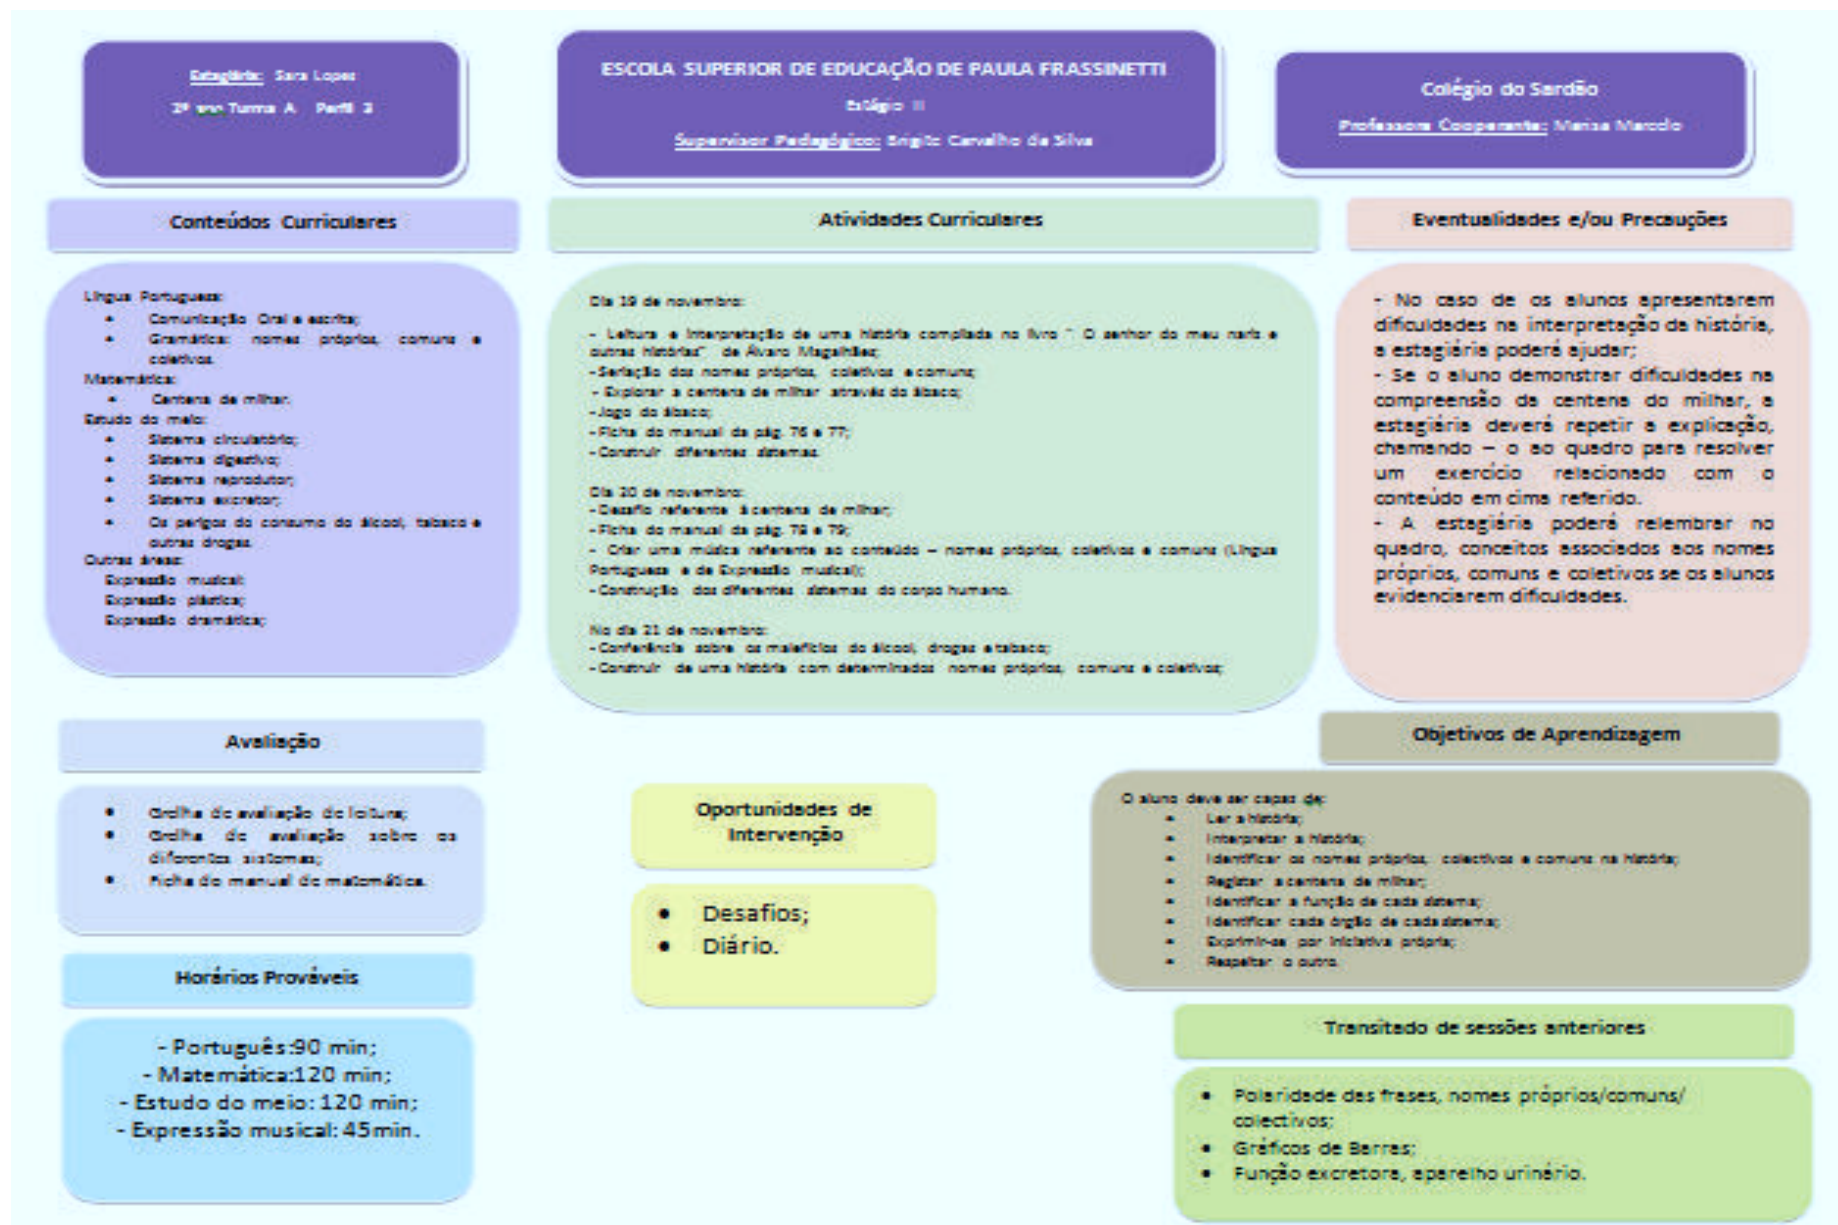 Estagiária: Sara Lopes
2º ano Turma A Perfil 3
ESCOLA SUPERIOR DE EDUCAÇÃO DE PAULA FRASSINETTI
Estágio II
Supervisor Pedagógico: Brigite Carvalho da Silva
Colégio do Sardão
Professora Cooperante: Marisa Marcelo
Conteúdos Curriculares
Língua Portuguesa:
• Comunicação Oral e escrita;
• Gramática: nomes próprios, comuns e
coletivos.
Matemática:
• Centena de milhar.
Estudo do meio:
• Sistema circulatório;
• Sistema digestivo;
• Sistema reprodutor;
• Sistema excretor;
• Os perigos do consumo do álcool, tabaco e
outras drogas.
Outras áreas:
Expressão musical;
Expressão plástica;
Expressão dramática;
Atividades Curriculares
Dia 19 de novembro:
- Leitura e interpretação de uma história compilada no livro " O senhor do meu nariz e
outras histórias" de Álvaro Magalhães;
- Seriação dos nomes próprios, coletivos e comuns;
- Explorar a centena de milhar através do ábaco;
- Jogo do ábaco;
- Ficha do manual da pág. 76 e 77;
- Construir diferentes sistemas.
Dia 20 de novembro:
- Desafio referente à centena de milhar;
- Ficha do manual da pág. 78 e 79;
- Criar uma música referente ao conteúdo – nomes próprios, coletivos e comuns (Língua
Portuguesa e de Expressão musical);
- Construção dos diferentes sistemas do corpo humano.
No dia 21 de novembro:
- Conferência sobre os malefícios do álcool, drogas e tabaco;
- Construir de uma história com determinados nomes próprios, comuns e coletivos;
Eventualidades e/ou Precauções
- No caso de os alunos apresentarem
dificuldades na interpretação da história,
a estagiária poderá ajudar;
- Se o aluno demonstrar dificuldades na
compreensão da centena do milhar, a
estagiária deverá repetir a explicação,
chamando – o ao quadro para resolver
um exercício relacionado com o
conteúdo em cima referido.
- A estagiária poderá relembrar no
quadro, conceitos associados aos nomes
próprios, comuns e coletivos se os alunos
evidenciarem dificuldades.
Avaliação
• Grelha de avaliação de leitura;
• Grelha de avaliação sobre os
diferentes sistemas;
• Ficha do manual de matemática.
Horários Prováveis
- Português:90 min;
- Matemática:120 min;
- Estudo do meio: 120 min;
- Expressão musical: 45min.
Oportunidades de
Intervenção
• Desafios;
• Diário.
Objetivos de Aprendizagem
O aluno deve ser capaz de:
• Ler a história;
• Interpretar a história;
• Identificar os nomes próprios, colectivos e comuns na história;
• Registar a centena de milhar;
• Identificar a função de cada sistema;
• Identificar cada órgão de cada sistema;
• Exprimir-se por iniciativa própria;
• Respeitar o outro.
Transitado de sessões anteriores
• Polaridade das frases, nomes próprios/comuns/
colectivos;
• Gráficos de Barras;
• Função excretora, aparelho urinário.